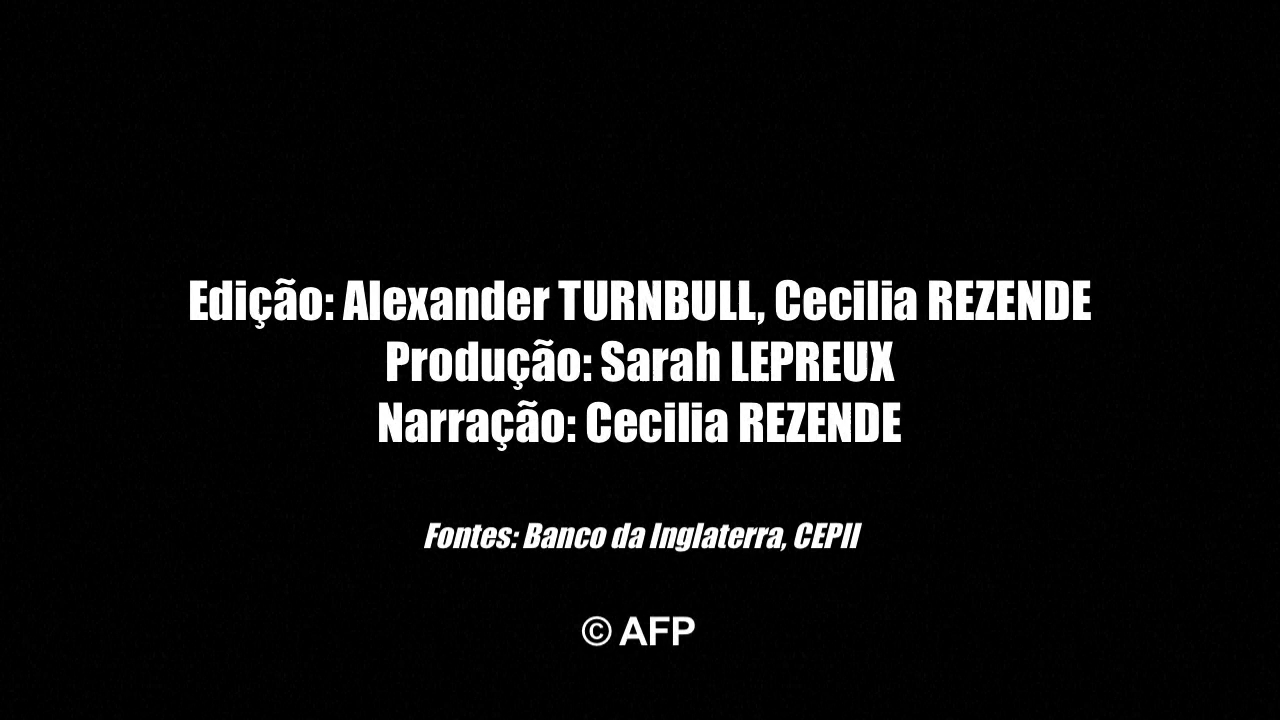 Edição: Alexander TURNBULL, Cecilia REZENDE
Produção: Sarah LEPREUX
Narração: Cecilia REZENDE
Fontes: Banco da Inglaterra, CEPII
© AFP